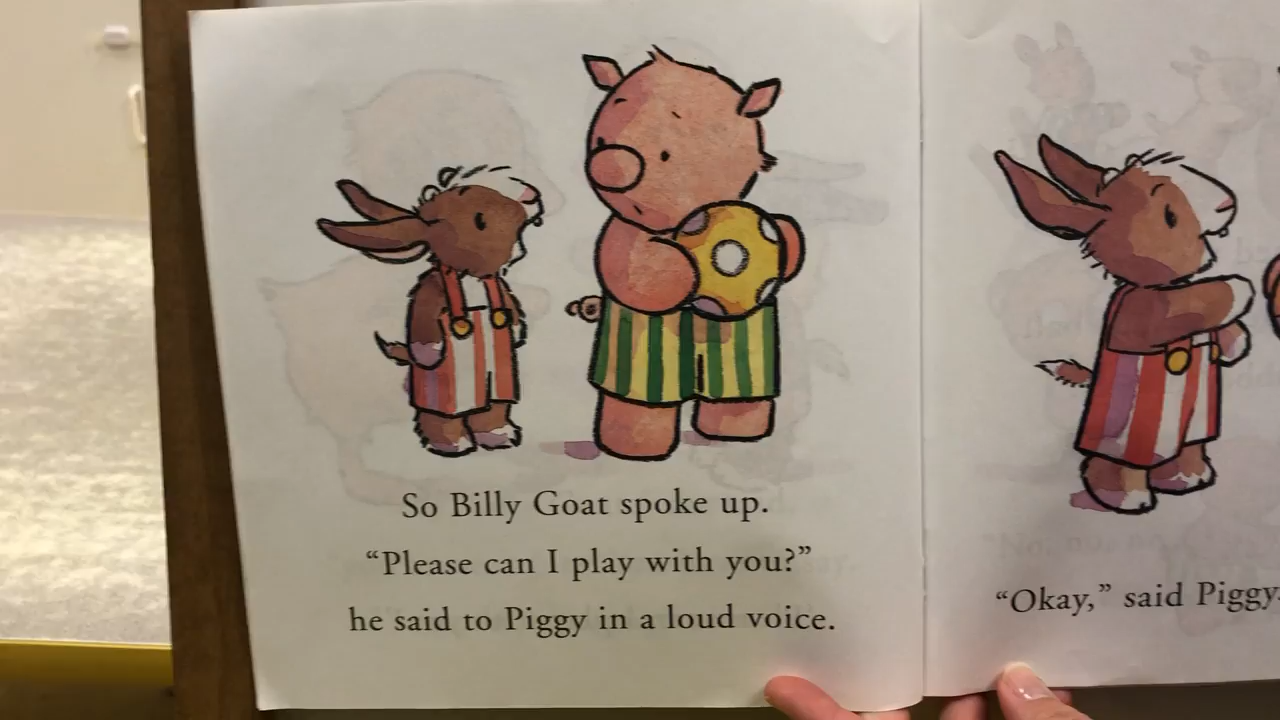 So Billy Goat spoke up.
“Please can I play with you?”
he said to Piggy in a loud voice.
“Okay,” said Piggy